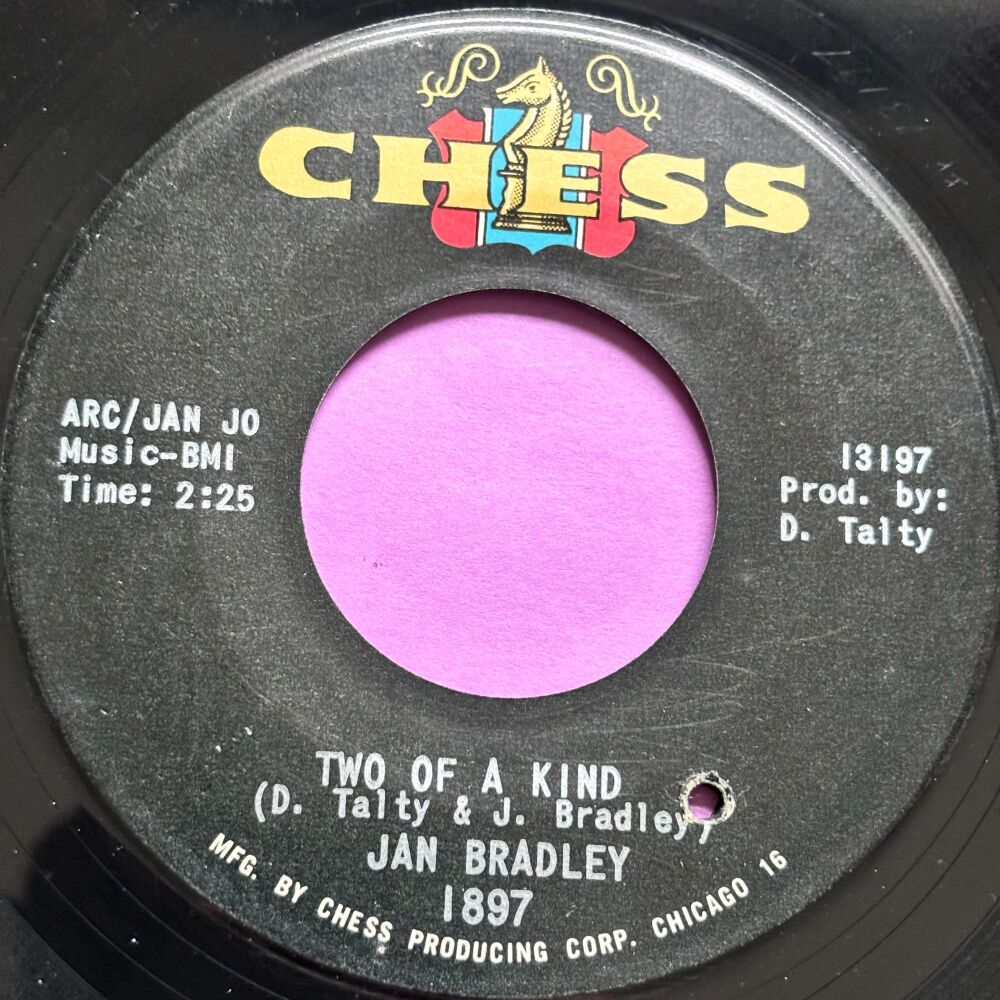 CHESS
ARC/JAN JO
Music-BMI
Time: 2:25
13197
Prod. by:
D. Talty
TWO OF A KIND
(D. Talty & J. Bradley)
JAN BRADLEY
1897
MFG. BY CHESS PRODUCING CORP. CHICAGO 16